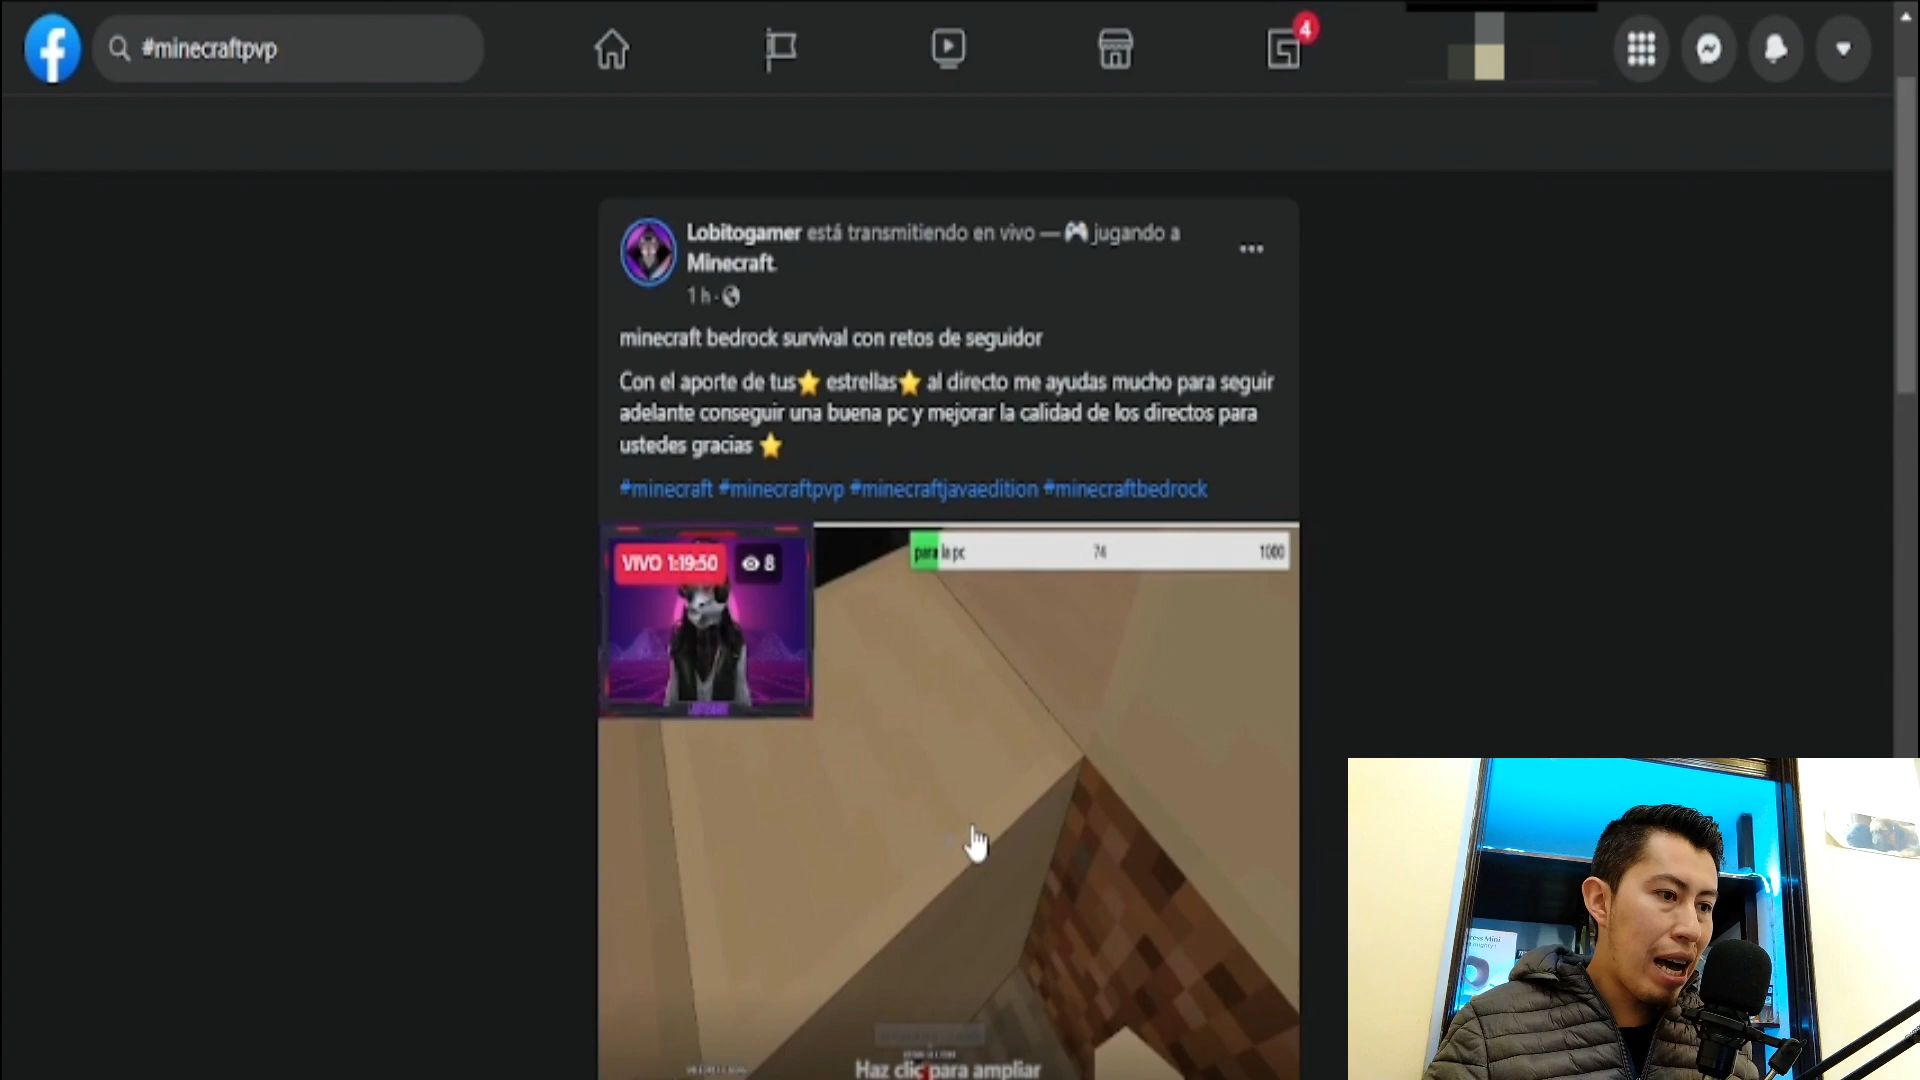 #minecraftpvp
4
Lobitogamer está transmitiendo en vivo — jugando a
Minecraft.
1 h ·
minecraft bedrock survival con retos de seguidor
Con el aporte de tus⭐ estrellas⭐ al directo me ayudas mucho para seguir
adelante conseguir una buena pc y mejorar la calidad de los directos para
ustedes gracias ⭐
#minecraft #minecraftpvp #minecraftjavaedition #minecraftbedrock
VIVO 1:19:50 8
para la pc 74 1000
Haz clic para ampliar